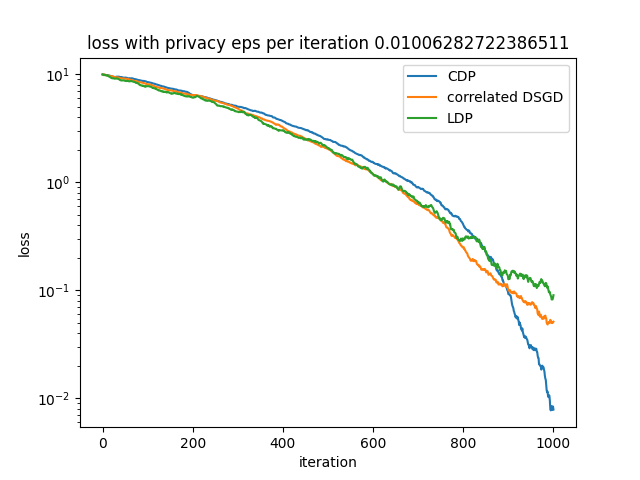 loss with privacy eps per iteration 0.01006282722386511
CDP
correlated DSGD
LDP
10¹
10⁰
10⁻¹
10⁻²
loss
0 200 400 600 800 1000
iteration